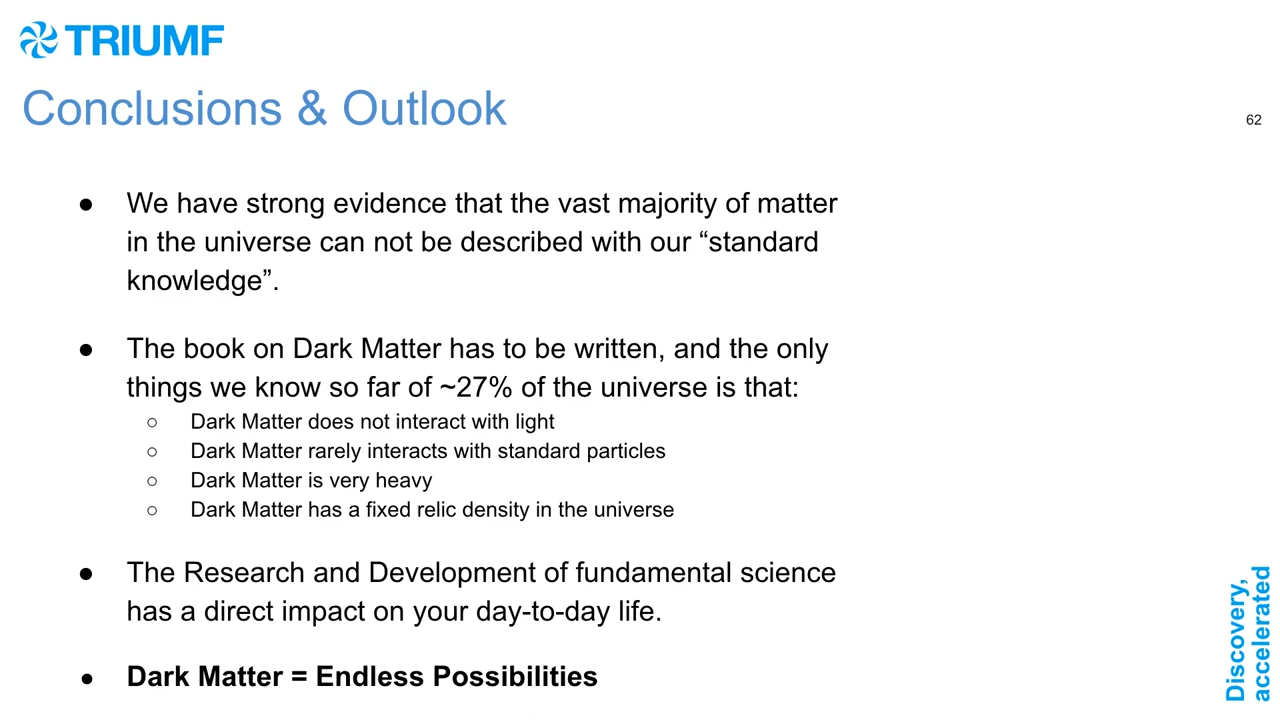 TRIUMF
Conclusions & Outlook
62
● We have strong evidence that the vast majority of matter
in the universe can not be described with our “standard
knowledge”.
● The book on Dark Matter has to be written, and the only
things we know so far of ~27% of the universe is that:
○ Dark Matter does not interact with light
○ Dark Matter rarely interacts with standard particles
○ Dark Matter is very heavy
○ Dark Matter has a fixed relic density in the universe
● The Research and Development of fundamental science
has a direct impact on your day-to-day life.
● Dark Matter = Endless Possibilities
Discovery,
accelerated